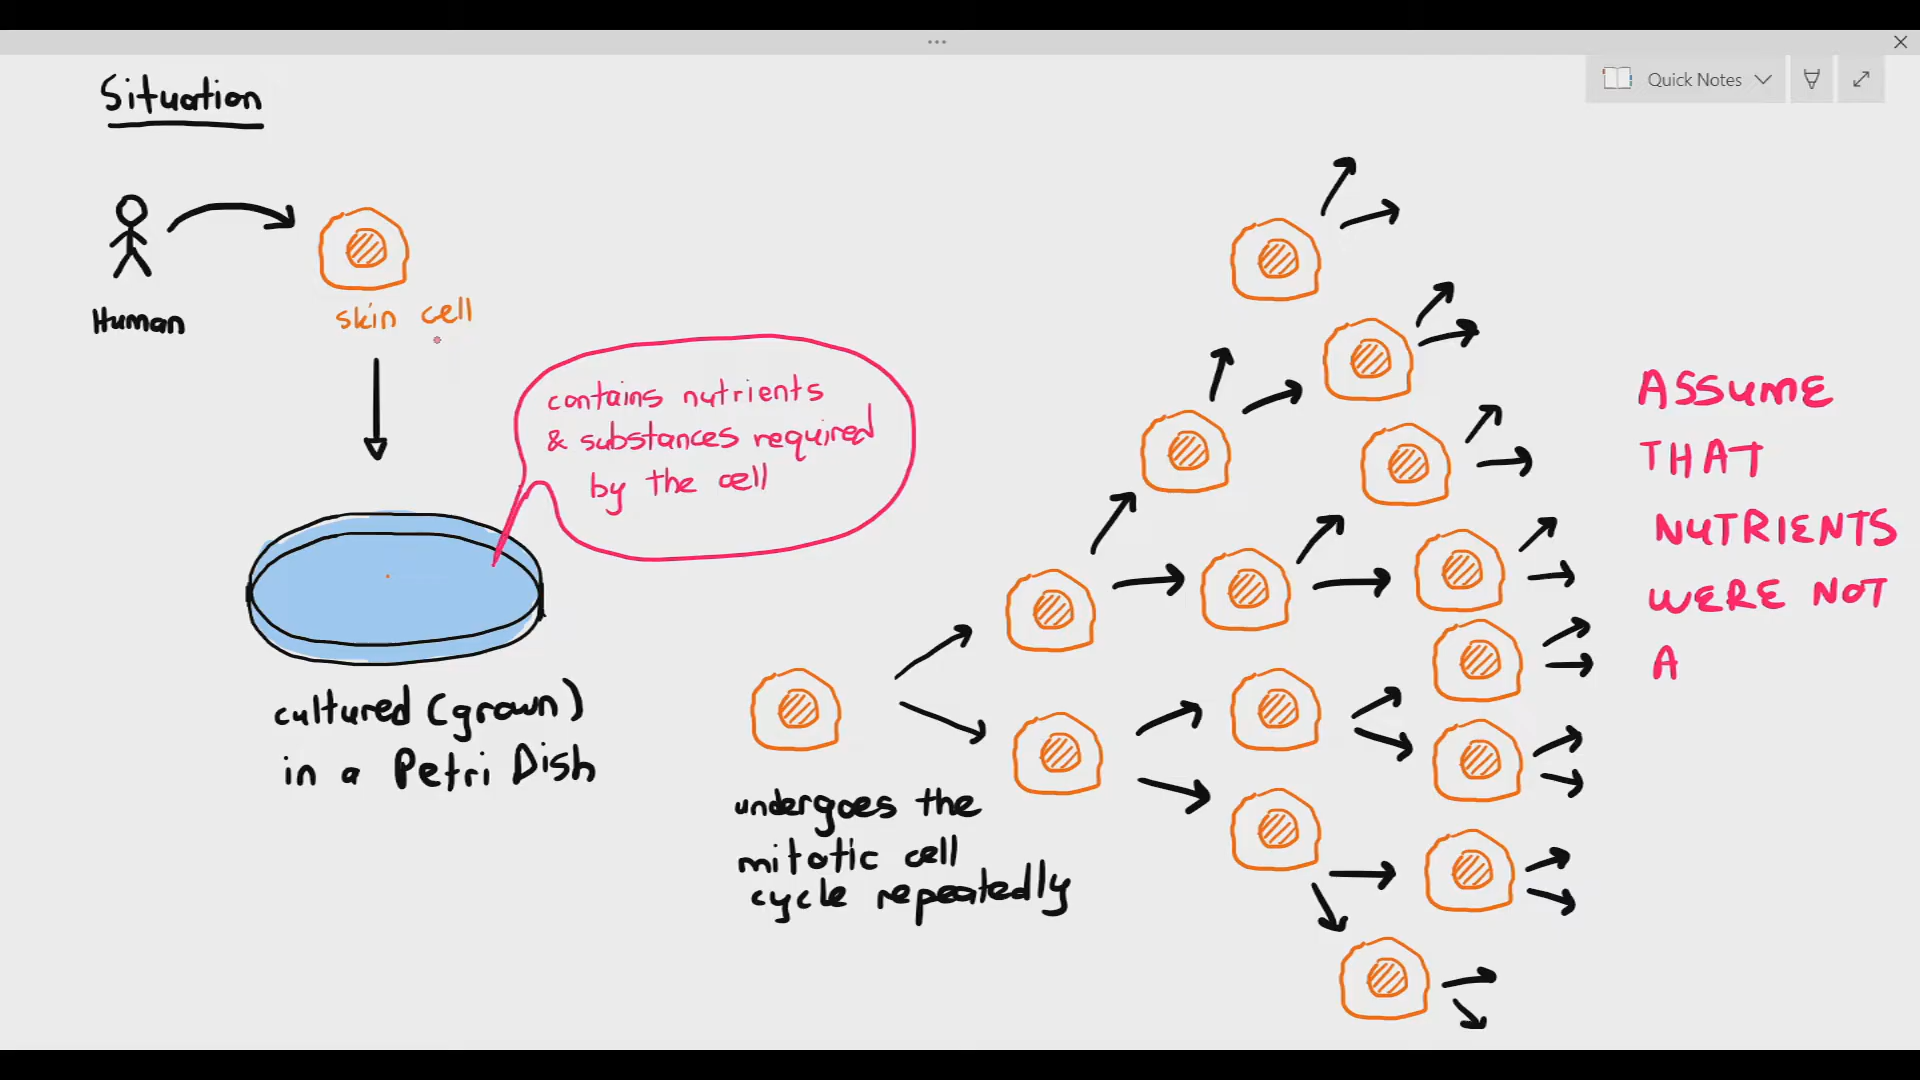 Quick Notes
Situation
Human
skin cell
contains nutrients
& substances required
by the cell
cultured (grown)
in a Petri Dish
undergoes the
mitotic cell
cycle repeatedly
ASSUME
THAT
NUTRIENTS
WERE NOT
A